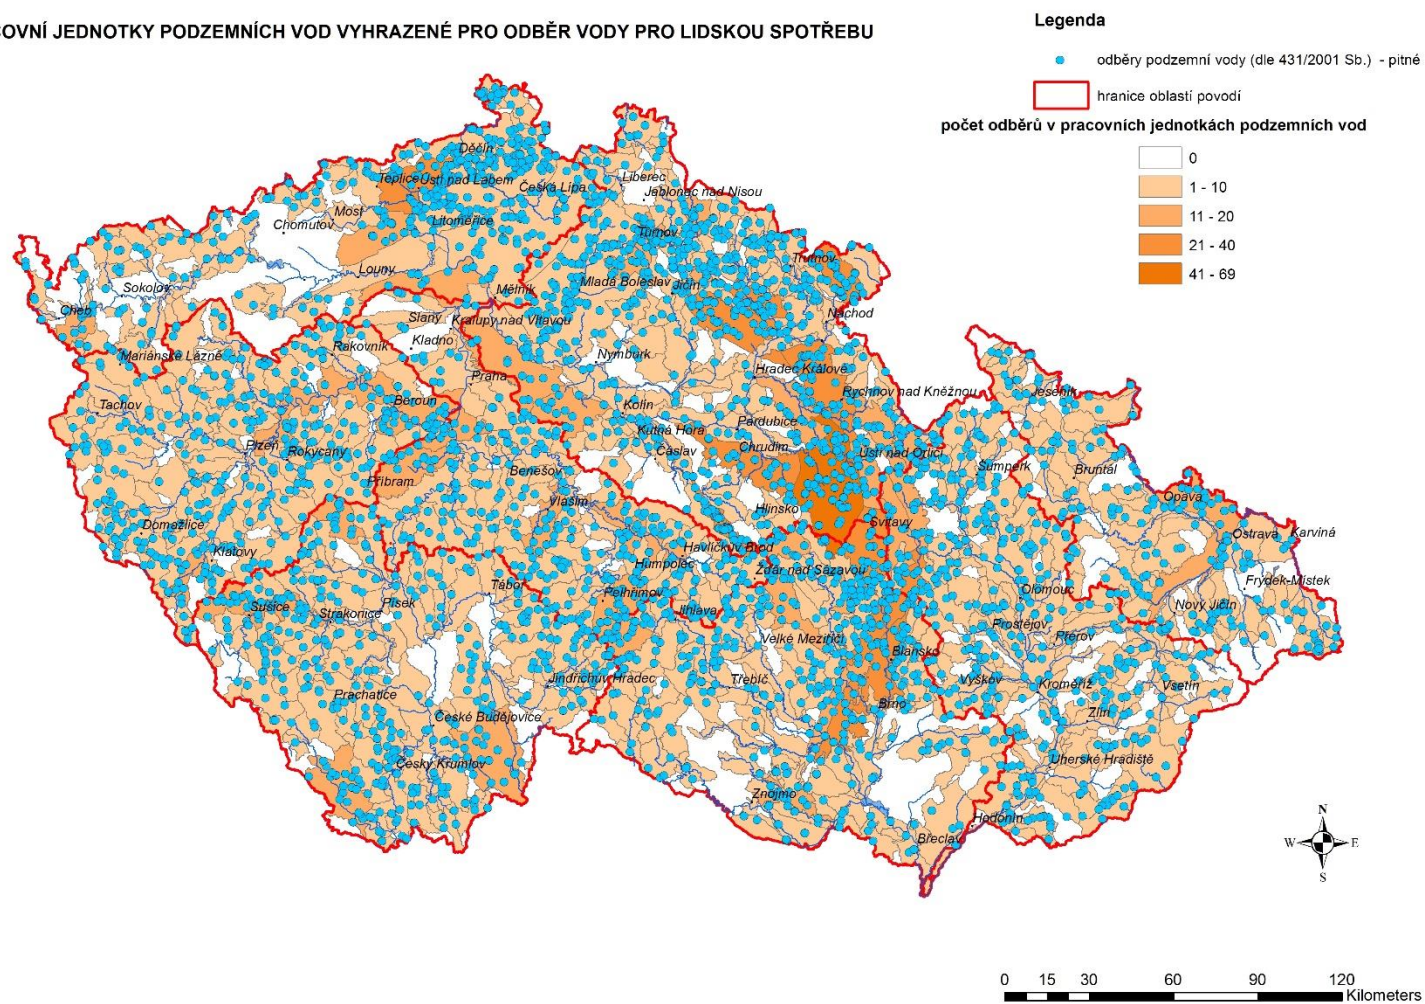 OVNÍ JEDNOTKY PODZEMNÍCH VOD VYHRAZENÉ PRO ODBĚR VODY PRO LIDSKOU SPOTŘEBU
Legenda
odběry podzemní vody (dle 431/2001 Sb.) - pitné
hranice oblastí povodí
počet odběrů v pracovních jednotkách podzemních vod
0
1 - 10
11 - 20
21 - 40
41 - 69
Děčín
Teplice
Ústí nad Labem
Česká Lípa
Liberec
Jablonec nad Nisou
Most
Chomutov
Litoměřice
Turnov
Trutnov
Louny
Mělník
Mladá Boleslav
Jičín
Sokolov
Cheb
Slaný
Kralupy nad Vltavou
Náchod
Kladno
Rakovník
Mariánské Lázně
Nymburk
Hradec Králové
Praha
Rychnov nad Kněžnou
Jeseník
Tachov
Beroun
Kolín
Pardubice
Kutná Hora
Chrudim
Čáslav
Ústí nad Orlicí
Plzeň
Rokycany
Šumperk
Bruntál
Benešov
Příbram
Vlašim
Hlinsko
Svitavy
Opava
Domažlice
Ostrava
Karviná
Klatovy
Havlíčkův Brod
Humpolec
Žďár nad Sázavou
Tábor
Pelhřimov
Frýdek-Místek
Olomouc
Sušice
Strakonice
Písek
Jihlava
Nový Jičín
Prostějov
Přerov
Velké Meziříčí
Blansko
Jindřichův Hradec
Třebíč
Vyškov
Kroměříž
Vsetín
Prachatice
České Budějovice
Brno
Zlín
Český Krumlov
Uherské Hradiště
Znojmo
Hodonín
Břeclav
N
W
E
S
0 15 30 60 90 120
Kilometers